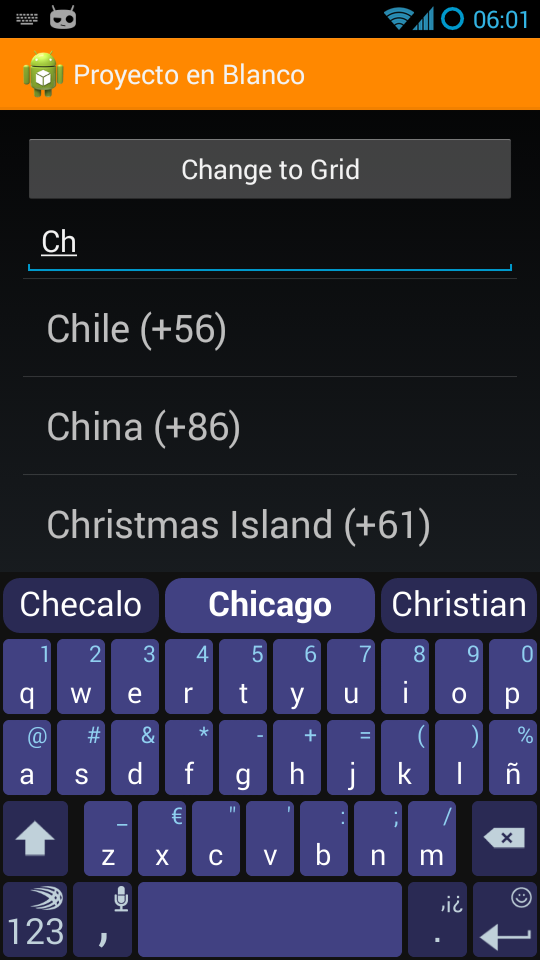 06:01
Proyecto en Blanco
Change to Grid
Ch
Chile (+56)
China (+86)
Christmas Island (+61)
Checalo Chicago Christian
1 2 3 4 5 6 7 8 9 0
q w e r t y u i o p
@ # & * - + = ( ) %
a s d f g h j k l ñ
_ € " ' : ; /
z x c v b n m
,¡¿
123 , .